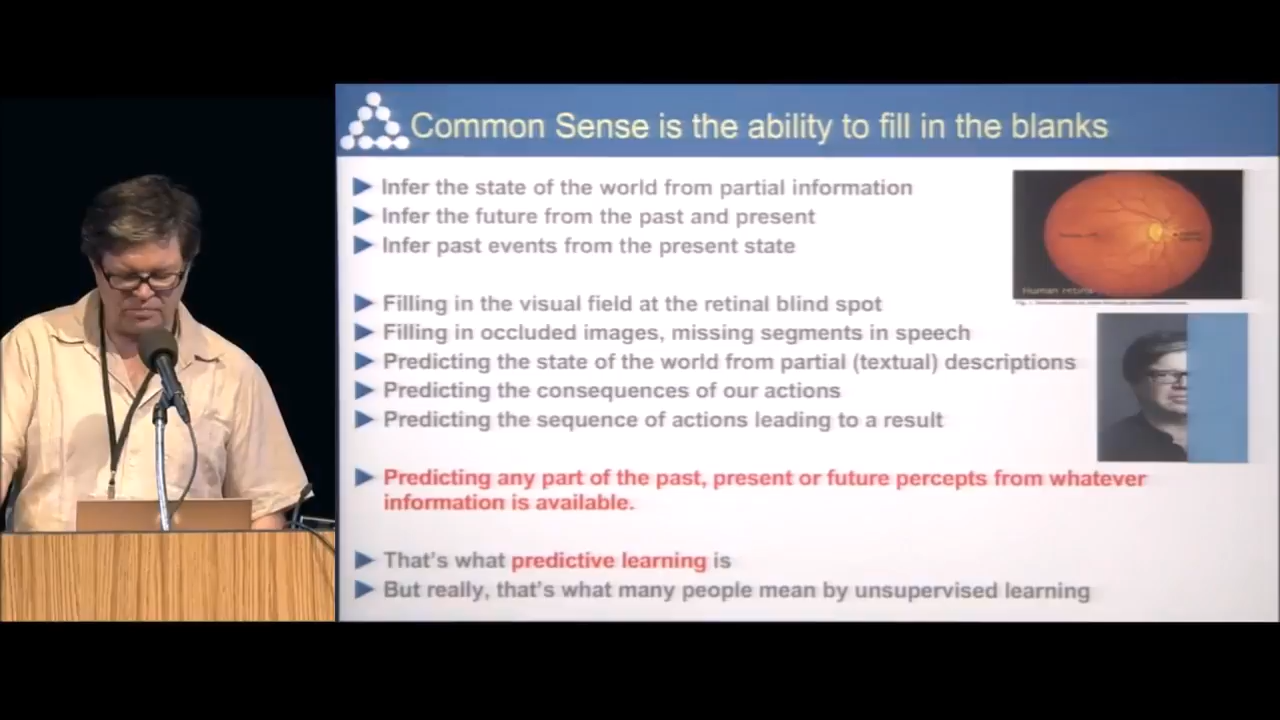 Common Sense is the ability to fill in the blanks
Infer the state of the world from partial information
Infer the future from the past and present
Infer past events from the present state
Human retina
Filling in the visual field at the retinal blind spot
Filling in occluded images, missing segments in speech
Predicting the state of the world from partial (textual) descriptions
Predicting the consequences of our actions
Predicting the sequence of actions leading to a result
Predicting any part of the past, present or future percepts from whatever
information is available.
That's what predictive learning is
But really, that's what many people mean by unsupervised learning